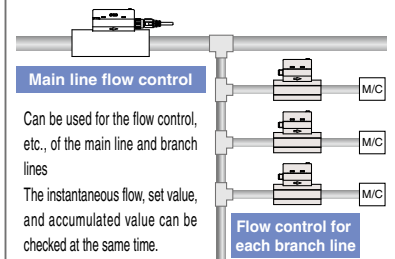 Main line flow control
Can be used for the flow control,
etc., of the main line and branch
lines
The instantaneous flow, set value,
and accumulated value can be
checked at the same time.
M/C
M/C
M/C
Flow control for
each branch line